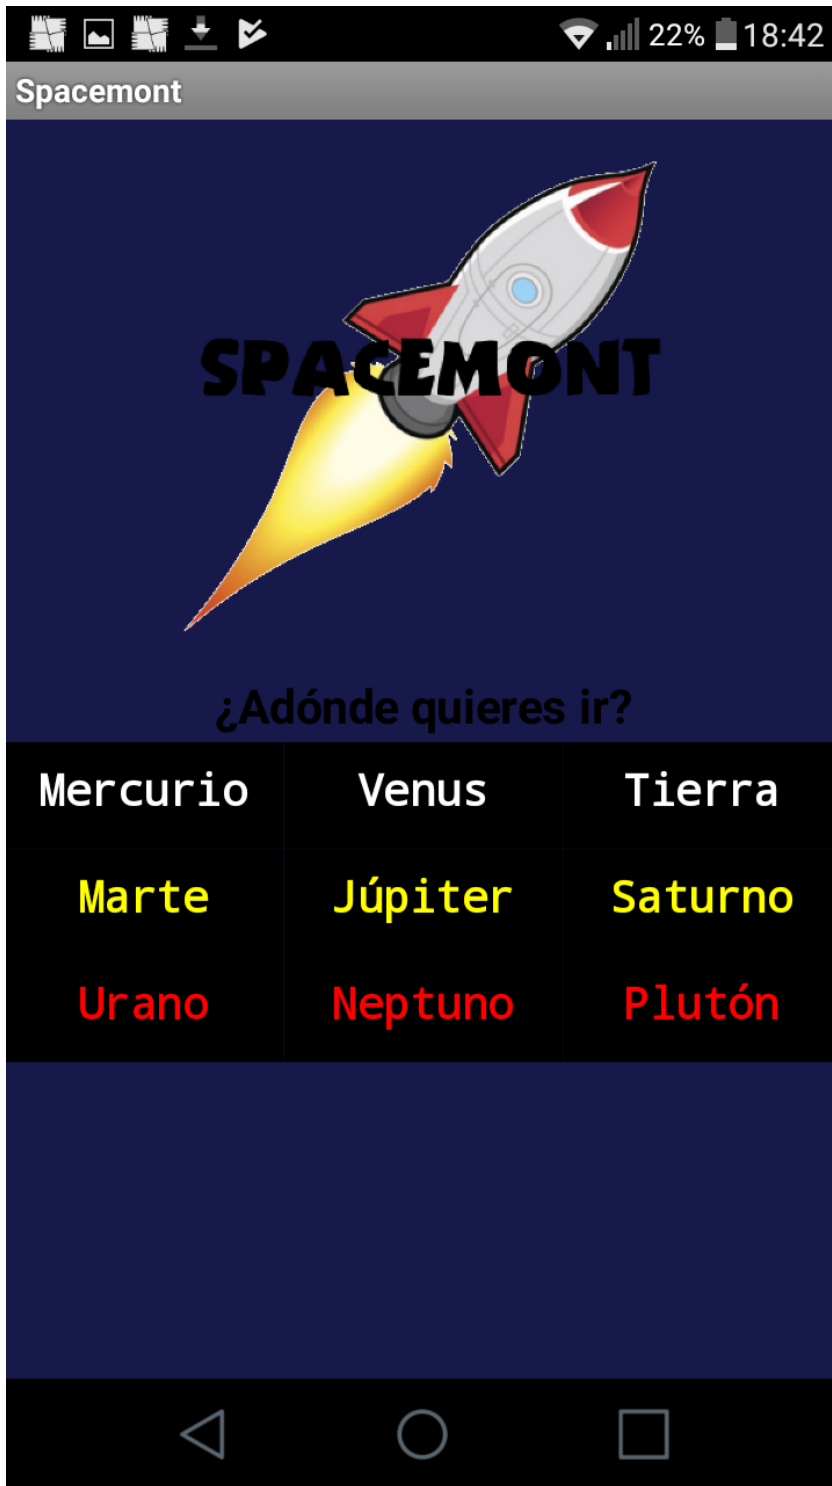 22% 18:42
Spacemont
SPACEMONT
¿Adónde quieres ir?
Mercurio Venus Tierra
Marte Júpiter Saturno
Urano Neptuno Plutón